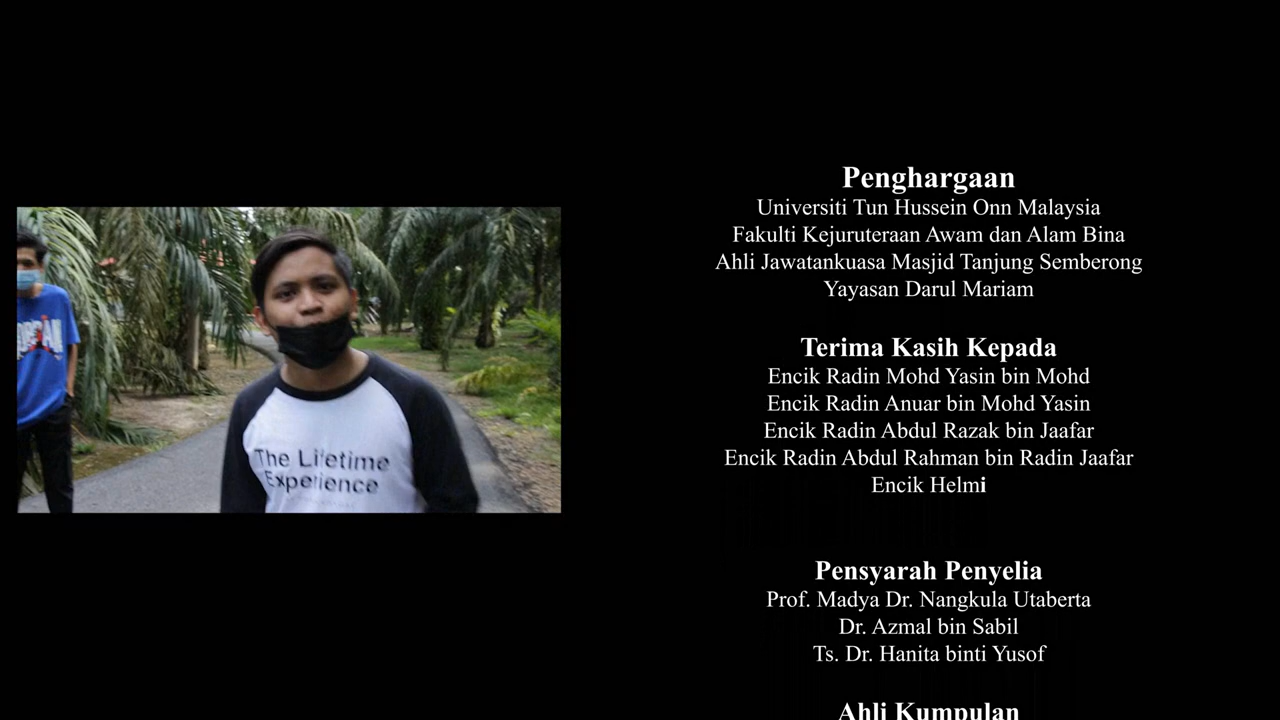 The Lifetime
Experience
Penghargaan
Universiti Tun Hussein Onn Malaysia
Fakulti Kejuruteraan Awam dan Alam Bina
Ahli Jawatankuasa Masjid Tanjung Semberong
Yayasan Darul Mariam
Terima Kasih Kepada
Encik Radin Mohd Yasin bin Mohd
Encik Radin Anuar bin Mohd Yasin
Encik Radin Abdul Razak bin Jaafar
Encik Radin Abdul Rahman bin Radin Jaafar
Encik Helmi
Pensyarah Penyelia
Prof. Madya Dr. Nangkula Utaberta
Dr. Azmal bin Sabil
Ts. Dr. Hanita binti Yusof
Ahli Kumpulan